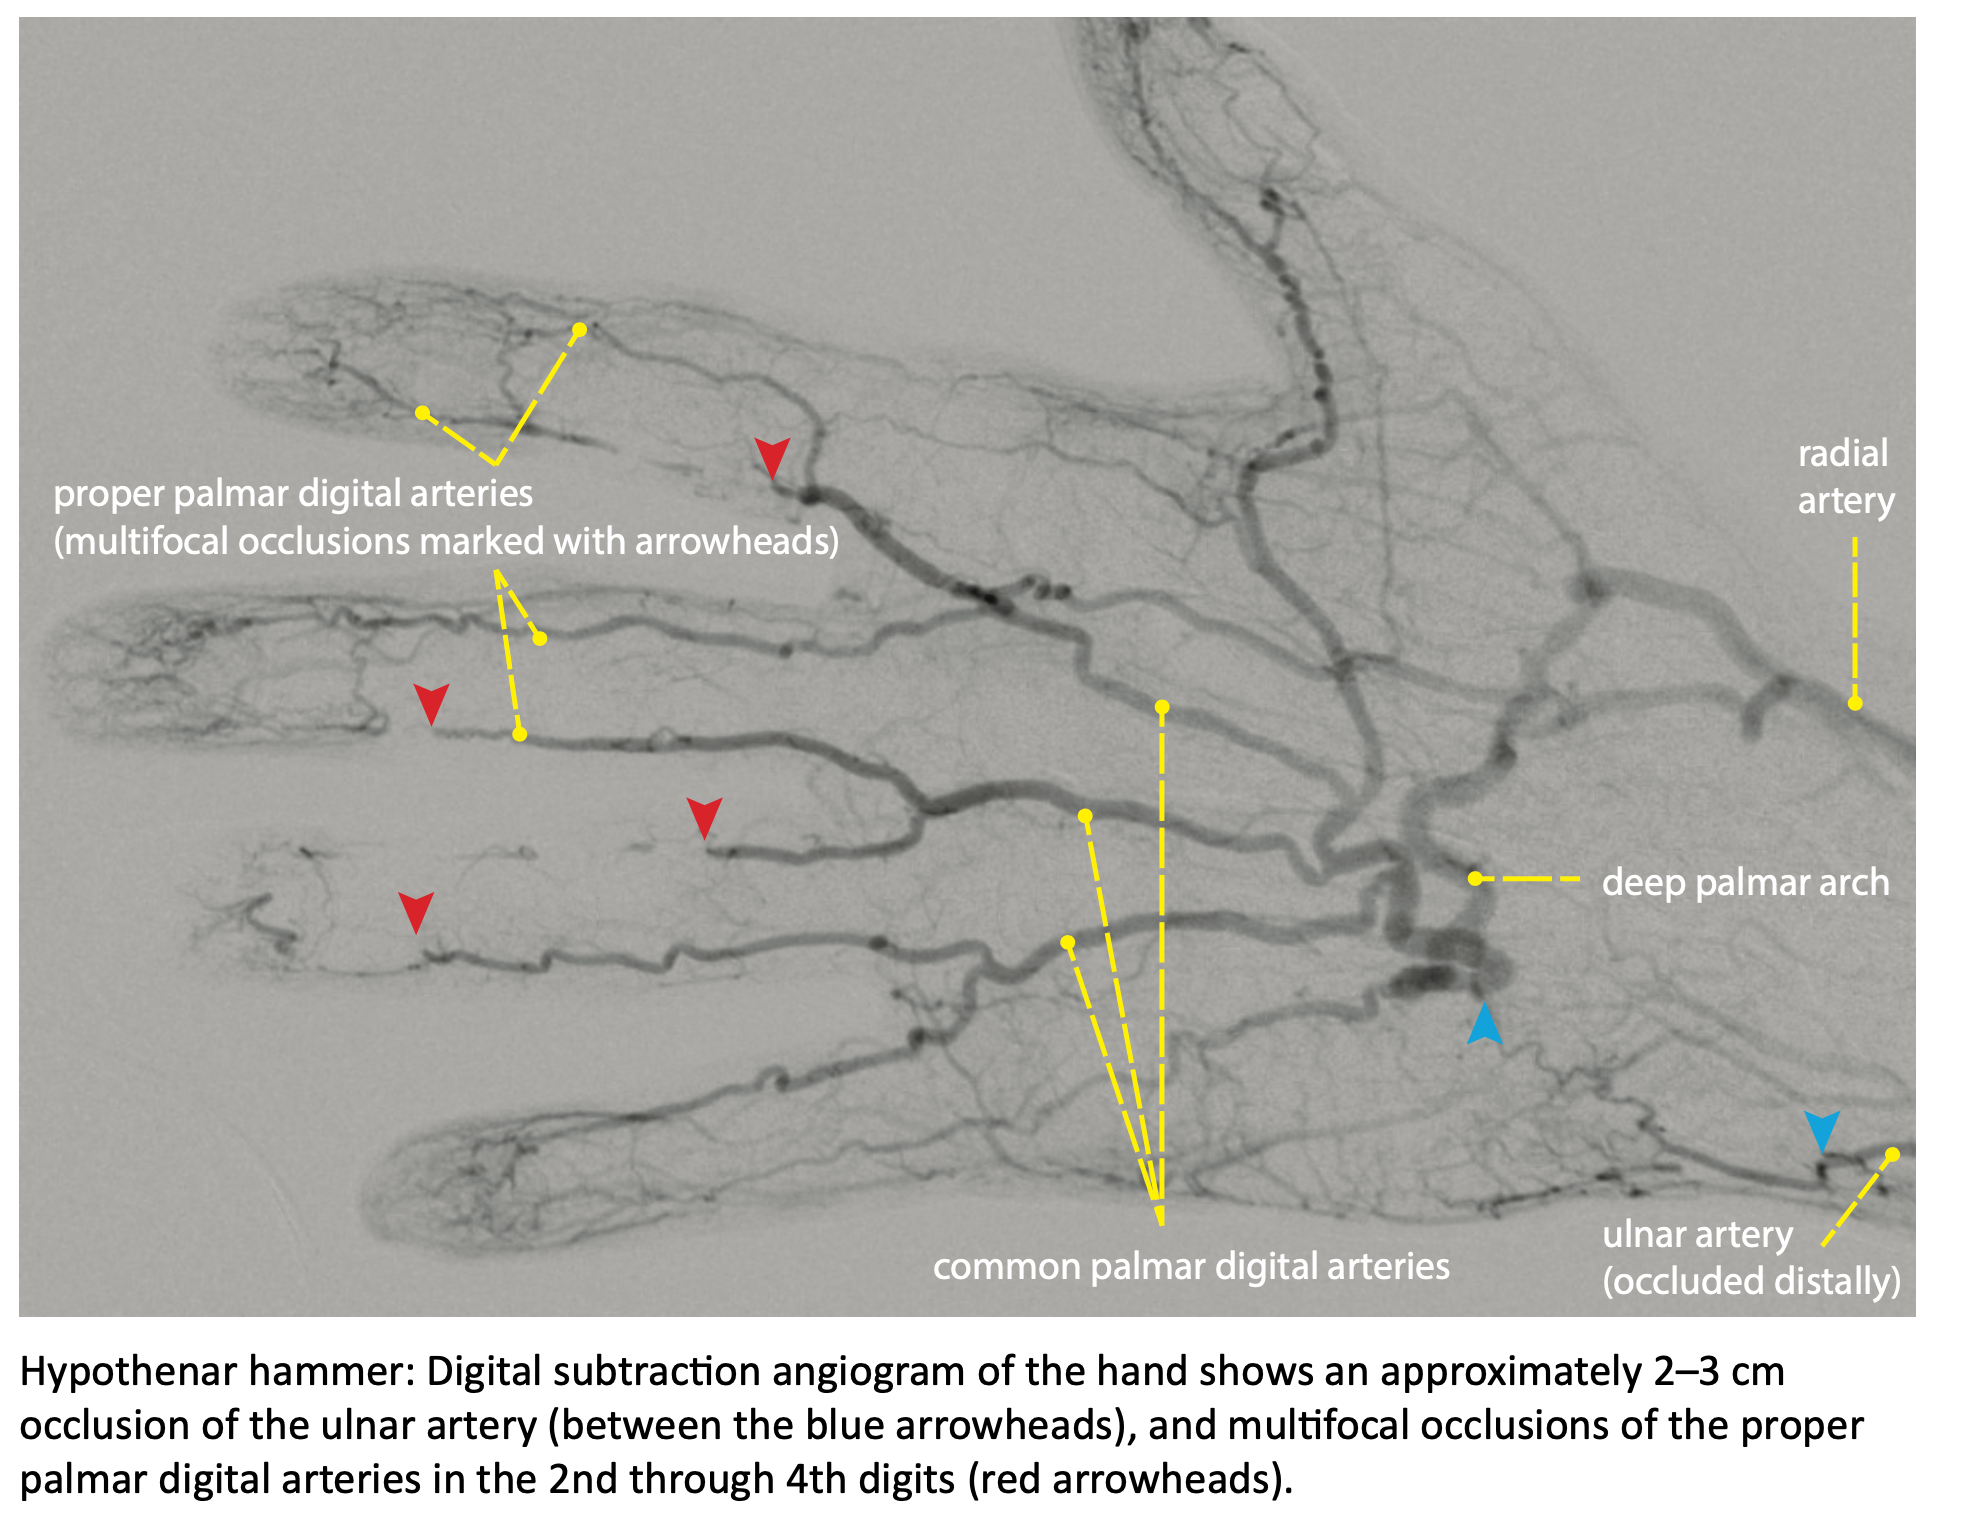 radial
artery
proper palmar digital arteries
(multifocal occlusions marked with arrowheads)
deep palmar arch
ulnar artery
(occluded distally)
common palmar digital arteries
Hypothenar hammer: Digital subtraction angiogram of the hand shows an approximately 2–3 cm
occlusion of the ulnar artery (between the blue arrowheads), and multifocal occlusions of the proper
palmar digital arteries in the 2nd through 4th digits (red arrowheads).